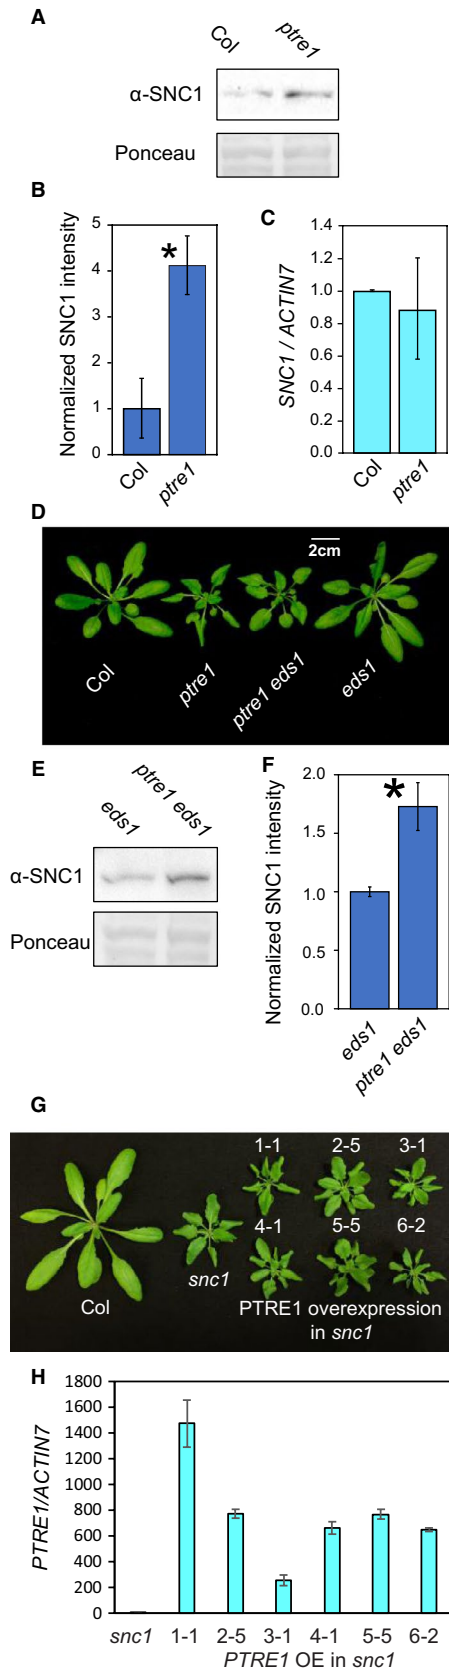 A
Col ptre1
α-SNC1
Ponceau
B
Normalized SNC1 intensity
5
4
3
2
1
0
*
Col ptre1
C
SNC1 / ACTIN7
1.4
1.2
1.0
0.8
0.6
0.4
0.2
0.0
Col ptre1
D
2cm
Col ptre1 ptre1 eds1 eds1
E
eds1 ptre1 eds1
α-SNC1
Ponceau
F
Normalized SNC1 intensity
2.0
1.5
1.0
0.5
0.0
*
eds1 ptre1 eds1
G
1-1 2-5 3-1
4-1 5-5 6-2
snc1
Col
PTRE1 overexpression
in snc1
H
PTRE1/ACTIN7
1800
1600
1400
1200
1000
800
600
400
200
0
snc1 1-1 2-5 3-1 4-1 5-5 6-2
PTRE1 OE in snc1